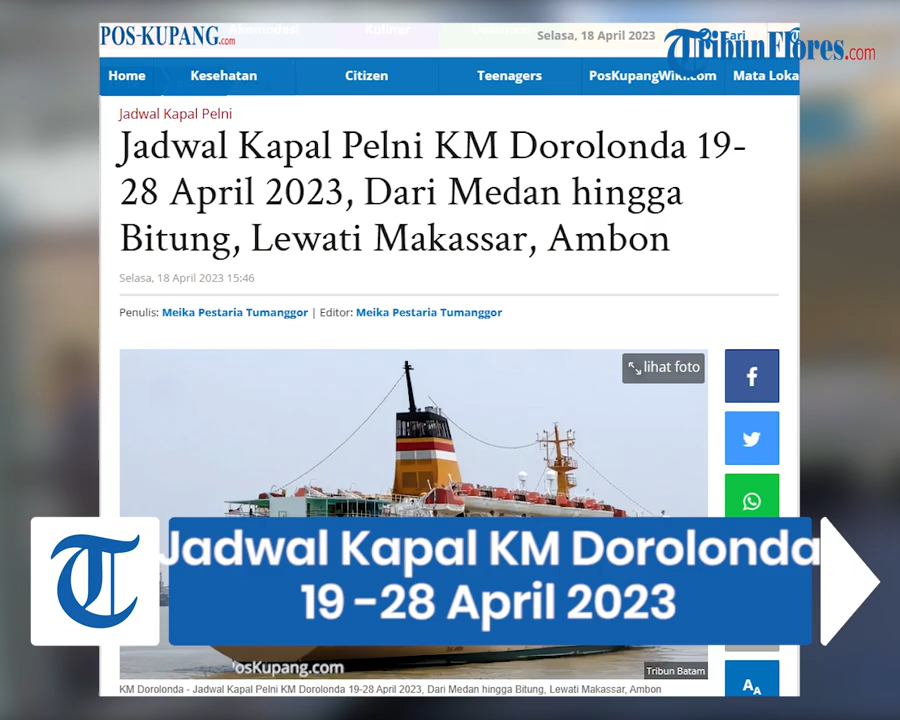 POS-KUPANG.com
Akomodasi
Kuliner
Selasa, 18 April 2023
Cari
TribunFlores.com
Home
Kesehatan
Citizen
Teenagers
PosKupangWiki.com
Mata Loka
Jadwal Kapal Pelni
Jadwal Kapal Pelni KM Dorolonda 19-
28 April 2023, Dari Medan hingga
Bitung, Lewati Makassar, Ambon
Selasa, 18 April 2023 15:46
Penulis: Meika Pestaria Tumanggor | Editor: Meika Pestaria Tumanggor
lihat foto
Jadwal Kapal KM Dorolonda
19 -28 April 2023
PosKupang.com
Tribun Batam
AA
KM Dorolonda - Jadwal Kapal Pelni KM Dorolonda 19-28 April 2023, Dari Medan hingga Bitung, Lewati Makassar, Ambon